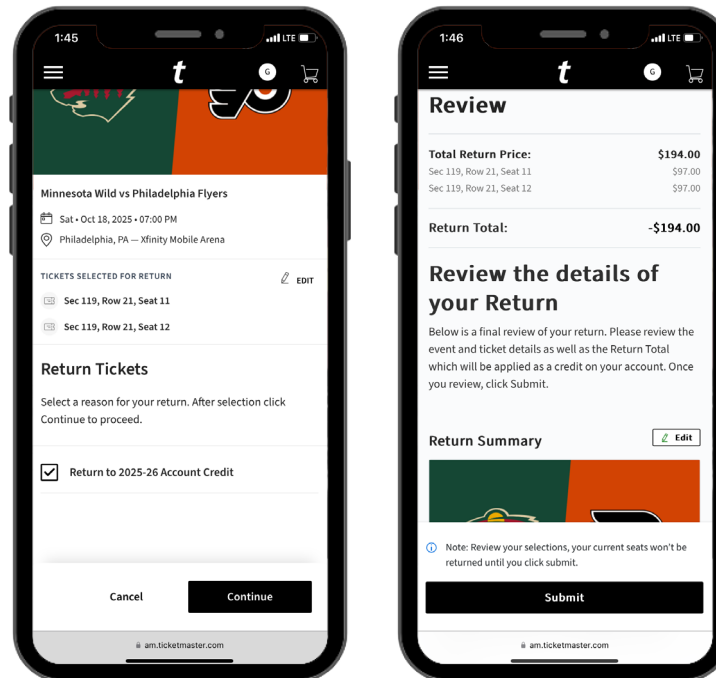 1:45
LTE
t
G
Minnesota Wild vs Philadelphia Flyers
Sat • Oct 18, 2025 • 07:00 PM
Philadelphia, PA — Xfinity Mobile Arena
TICKETS SELECTED FOR RETURN
EDIT
Sec 119, Row 21, Seat 11
Sec 119, Row 21, Seat 12
Return Tickets
Select a reason for your return. After selection click
Continue to proceed.
Return to 2025-26 Account Credit
Cancel
Continue
am.ticketmaster.com
1:46
LTE
t
G
Review
Total Return Price: $194.00
Sec 119, Row 21, Seat 11 $97.00
Sec 119, Row 21, Seat 12 $97.00
Return Total: -$194.00
Review the details of
your Return
Below is a final review of your return. Please review the
event and ticket details as well as the Return Total
which will be applied as a credit on your account. Once
you review, click Submit.
Return Summary
Edit
Note: Review your selections, your current seats won't be
returned until you click submit.
Submit
am.ticketmaster.com